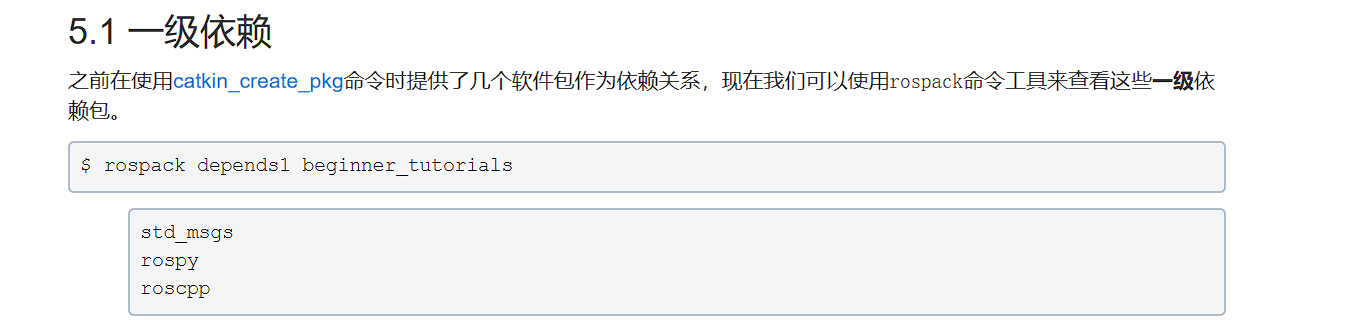 5.1 一级依赖
之前在使用catkin_create_pkg命令时提供了几个软件包作为依赖关系，现在我们可以使用rospack命令工具来查看这些一级依
赖包。
$ rospack depends1 beginner_tutorials
std_msgs
rospy
roscpp